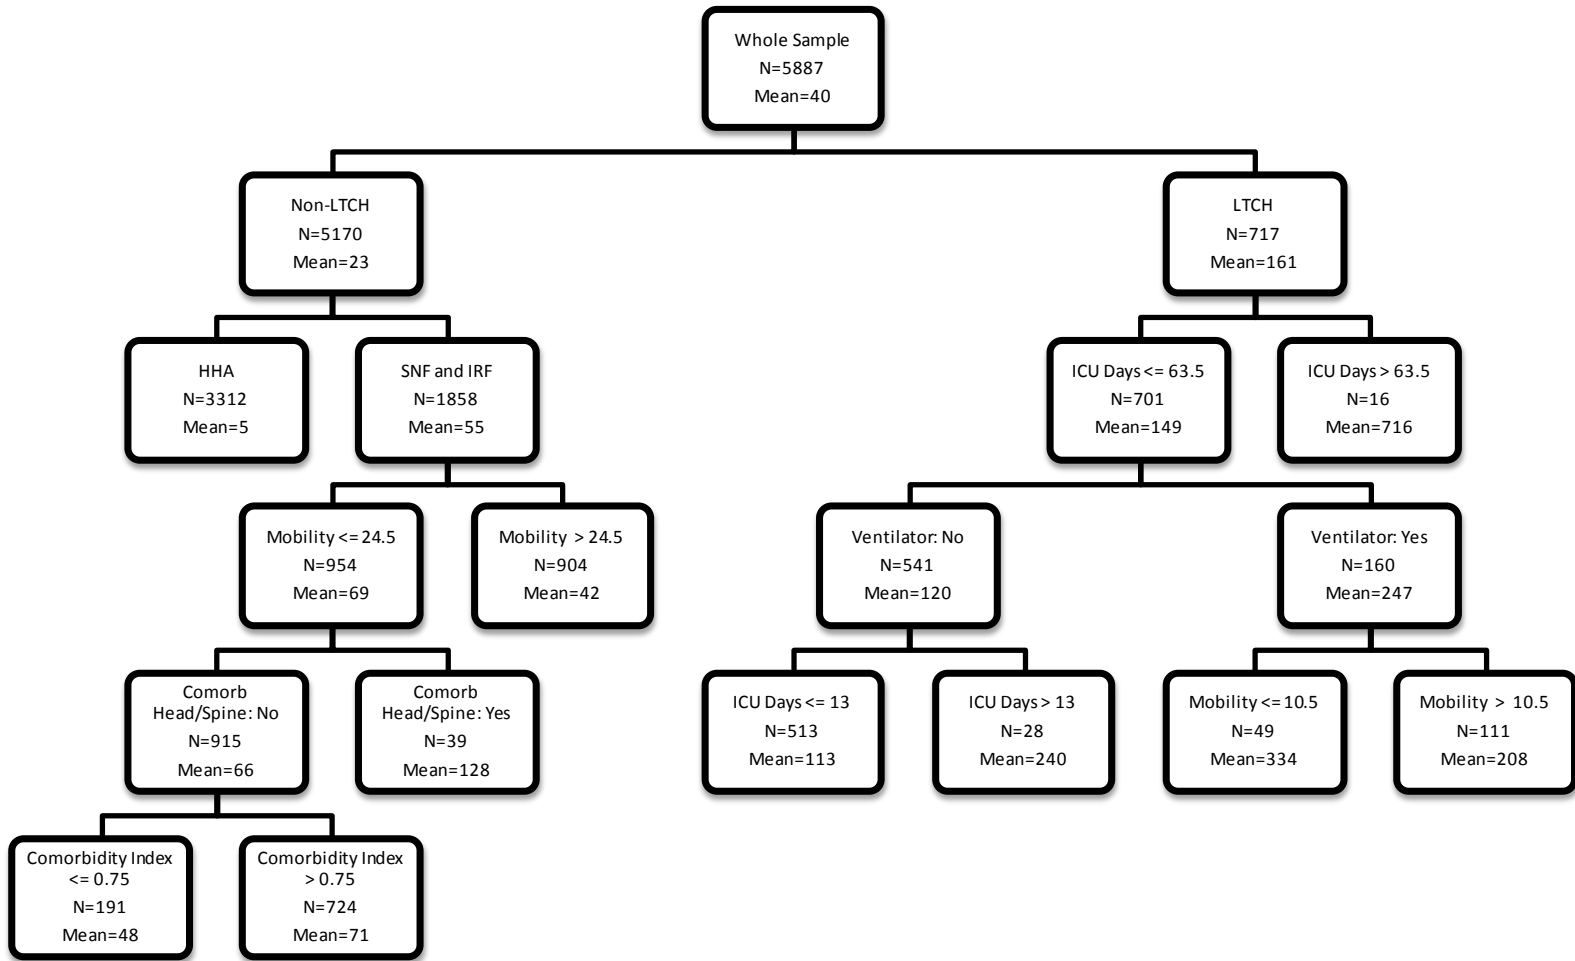 Whole Sample
N=5887
Mean=40
Non-LTCH
N=5170
Mean=23
LTCH
N=717
Mean=161
HHA
N=3312
Mean=5
SNF and IRF
N=1858
Mean=55
ICU Days <= 63.5
N=701
Mean=149
ICU Days > 63.5
N=16
Mean=716
Mobility <= 24.5
N=954
Mean=69
Mobility > 24.5
N=904
Mean=42
Ventilator: No
N=541
Mean=120
Ventilator: Yes
N=160
Mean=247
Comorb
Head/Spine: No
N=915
Mean=66
Comorb
Head/Spine: Yes
N=39
Mean=128
ICU Days <= 13
N=513
Mean=113
ICU Days > 13
N=28
Mean=240
Mobility <= 10.5
N=49
Mean=334
Mobility > 10.5
N=111
Mean=208
Comorbidity Index
<= 0.75
N=191
Mean=48
Comorbidity Index
> 0.75
N=724
Mean=71